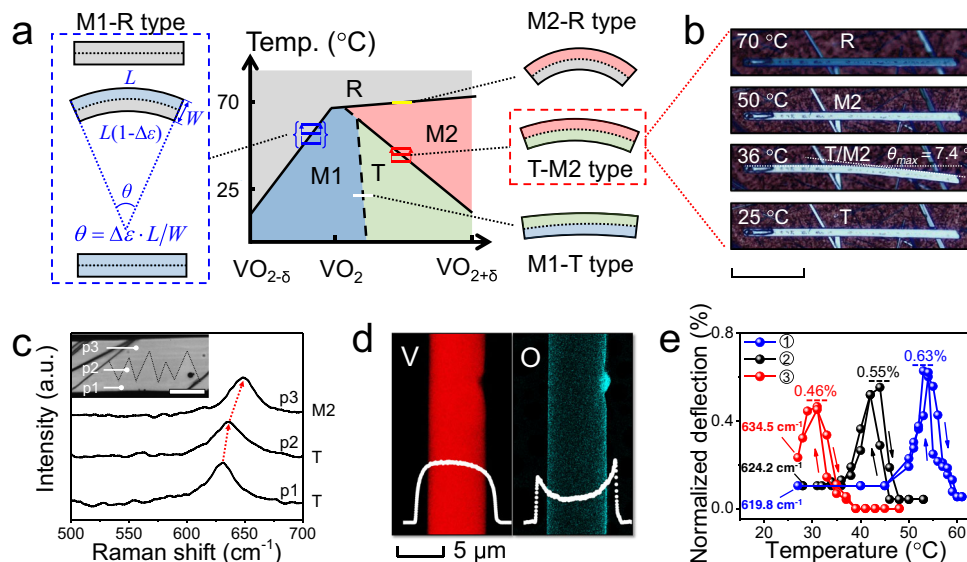 a
M1-R type
L
W
L(1-Δε)
θ
θ = Δε · L/W
Temp. (°C)
70
25
R
M1
T
M2
VO2-δ
VO2
VO2+δ
M2-R type
T-M2 type
M1-T type
b
70 °C
R
50 °C
M2
36 °C
T/M2
θmax = 7.4 °
25 °C
T
c
Intensity (a.u.)
p3
p2
p1
p3
M2
p2
T
p1
T
500
600
700
Raman shift (cm-1)
d
V
O
5 μm
e
Normalized deflection (%)
0.8
0.4
0.0
①
②
③
0.63%
0.55%
0.46%
634.5 cm-1
624.2 cm-1
619.8 cm-1
20
30
40
50
60
Temperature (°C)